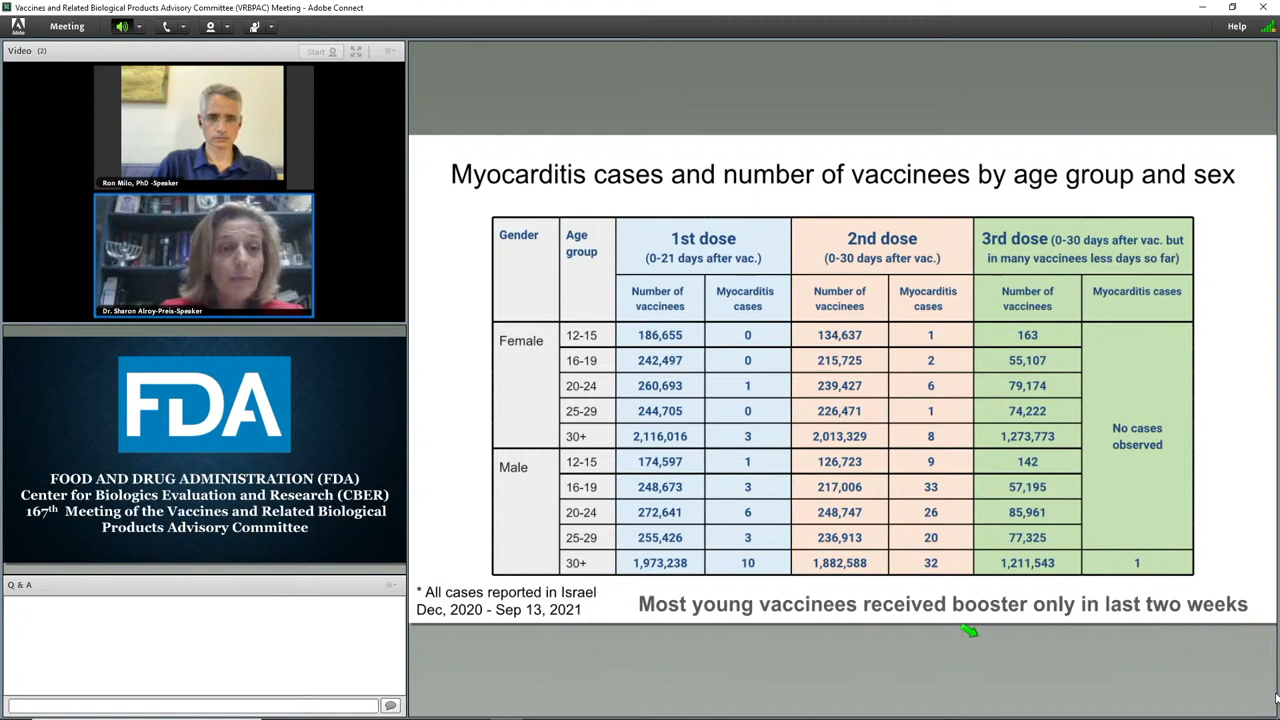 Vaccines and Related Biological Products Advisory Committee (VRBPAC) Meeting - Adobe Connect
Adobe
Meeting
Help
Video (2)
Start
Ron Milo, PhD -Speaker
Dr. Sharon Alroy-Preis-Speaker
FDA
FOOD AND DRUG ADMINISTRATION (FDA)
Center for Biologics Evaluation and Research (CBER)
167th Meeting of the Vaccines and Related Biological
Products Advisory Committee
Q & A
Myocarditis cases and number of vaccinees by age group and sex
Gender
Age
group
1st dose
(0-21 days after vac.)
2nd dose
(0-30 days after vac.)
3rd dose (0-30 days after vac. but
in many vaccinees less days so far)
Number of
vaccinees
Myocarditis
cases
Number of
vaccinees
Myocarditis
cases
Number of
vaccinees
Myocarditis cases
Female
12-15 186,655 0 134,637 1 163
16-19 242,497 0 215,725 2 55,107
20-24 260,693 1 239,427 6 79,174
25-29 244,705 0 226,471 1 74,222
30+ 2,116,016 3 2,013,329 8 1,273,773
No cases
observed
Male
12-15 174,597 1 126,723 9 142
16-19 248,673 3 217,006 33 57,195
20-24 272,641 6 248,747 26 85,961
25-29 255,426 3 236,913 20 77,325
30+ 1,973,238 10 1,882,588 32 1,211,543 1
* All cases reported in Israel
Dec, 2020 - Sep 13, 2021
Most young vaccinees received booster only in last two weeks